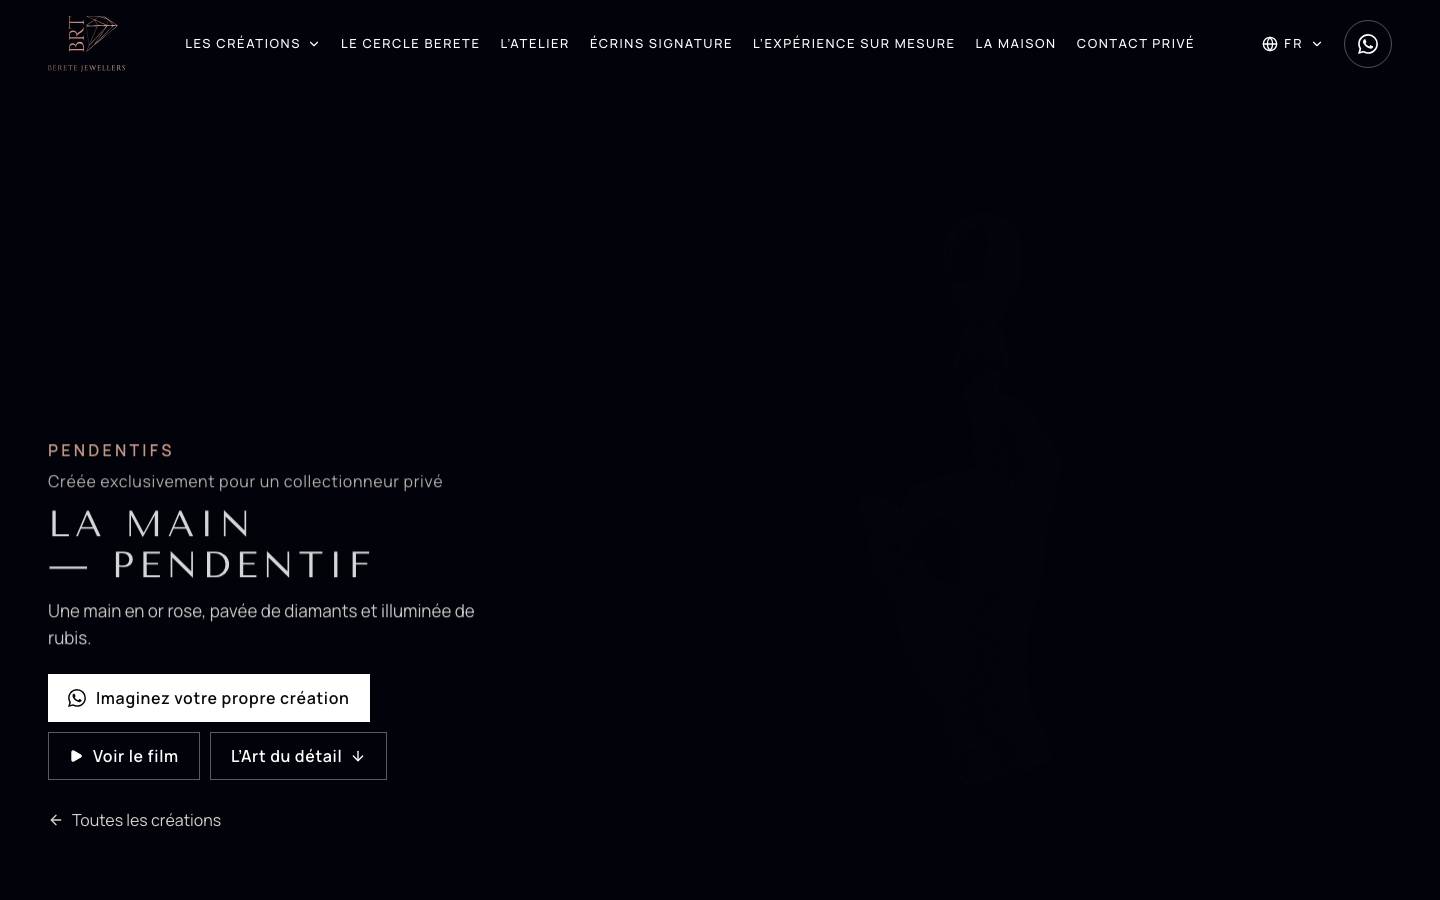 BRT
BERETE JEWELLERS
LES CRÉATIONS
LE CERCLE BERETE
L’ATELIER
ÉCRINS SIGNATURE
L’EXPÉRIENCE SUR MESURE
LA MAISON
CONTACT PRIVÉ
FR
PENDENTIFS
Créée exclusivement pour un collectionneur privé
LA MAIN
— PENDENTIF
Une main en or rose, pavée de diamants et illuminée de
rubis.
Imaginez votre propre création
Voir le film
L’Art du détail
Toutes les créations